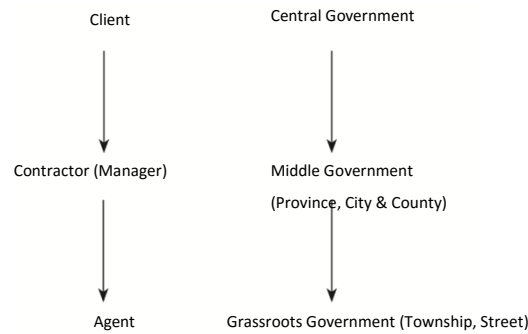 Client
Central Government
Contractor (Manager)
Middle Government
(Province, City & County)
Agent
Grassroots Government (Township, Street)